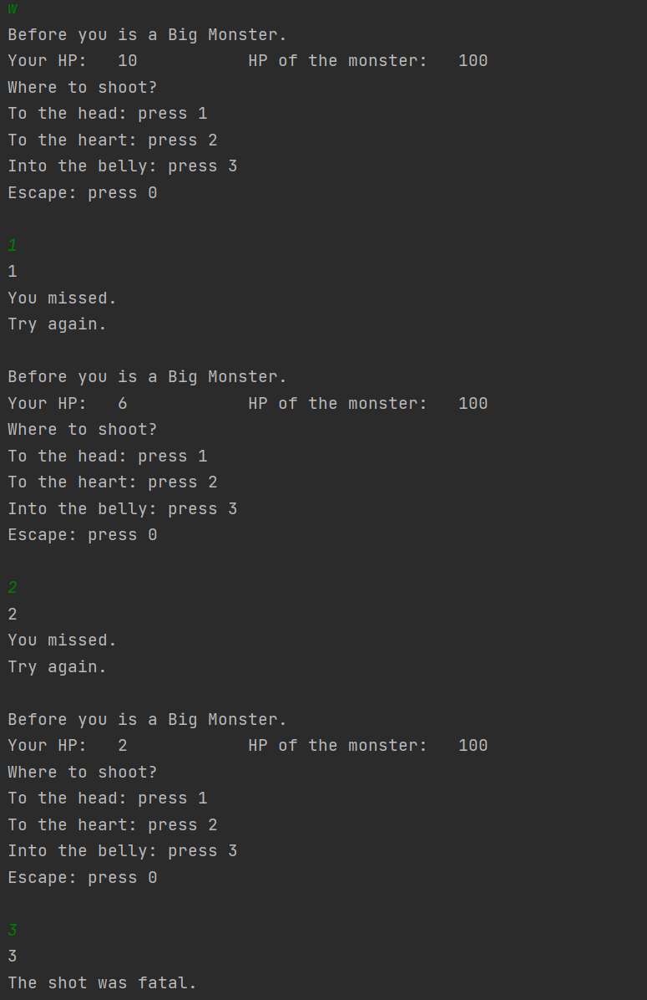 w
Before you is a Big Monster.
Your HP:   10           HP of the monster:   100
Where to shoot?
To the head: press 1
To the heart: press 2
Into the belly: press 3
Escape: press 0
1
1
You missed.
Try again.
Before you is a Big Monster.
Your HP:   6            HP of the monster:   100
Where to shoot?
To the head: press 1
To the heart: press 2
Into the belly: press 3
Escape: press 0
2
2
You missed.
Try again.
Before you is a Big Monster.
Your HP:   2            HP of the monster:   100
Where to shoot?
To the head: press 1
To the heart: press 2
Into the belly: press 3
Escape: press 0
3
3
The shot was fatal.